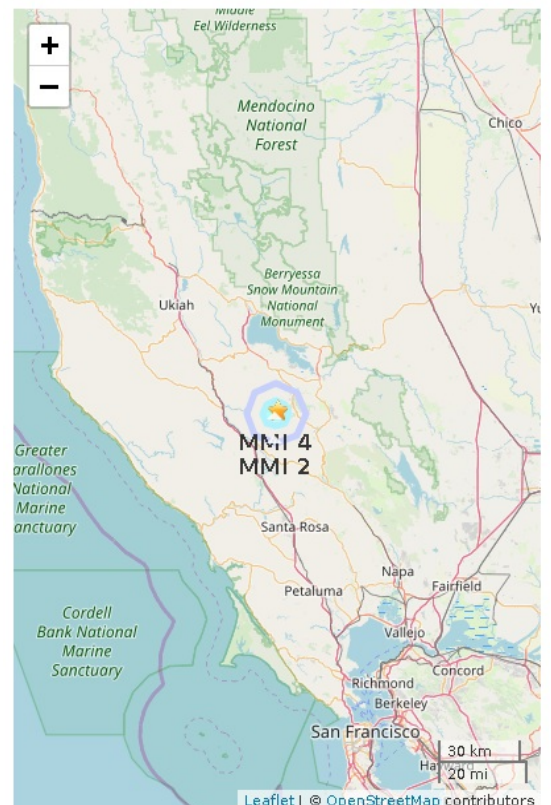 +
Middle
Eel Wilderness
−
Mendocino
National
Forest
Chico
Berryessa
Snow Mountain
National
Monument
Ukiah
Yu
MMI 4
MMI 2
Greater
arallones
National
Marine
anctuary
Santa Rosa
Napa
Petaluma
Fairfield
Cordell
Bank National
Marine
Sanctuary
Vallejo
Concord
Richmond
Berkeley
San Francisco
30 km
Hayward
20 mi
Leaflet | © OpenStreetMap contributors